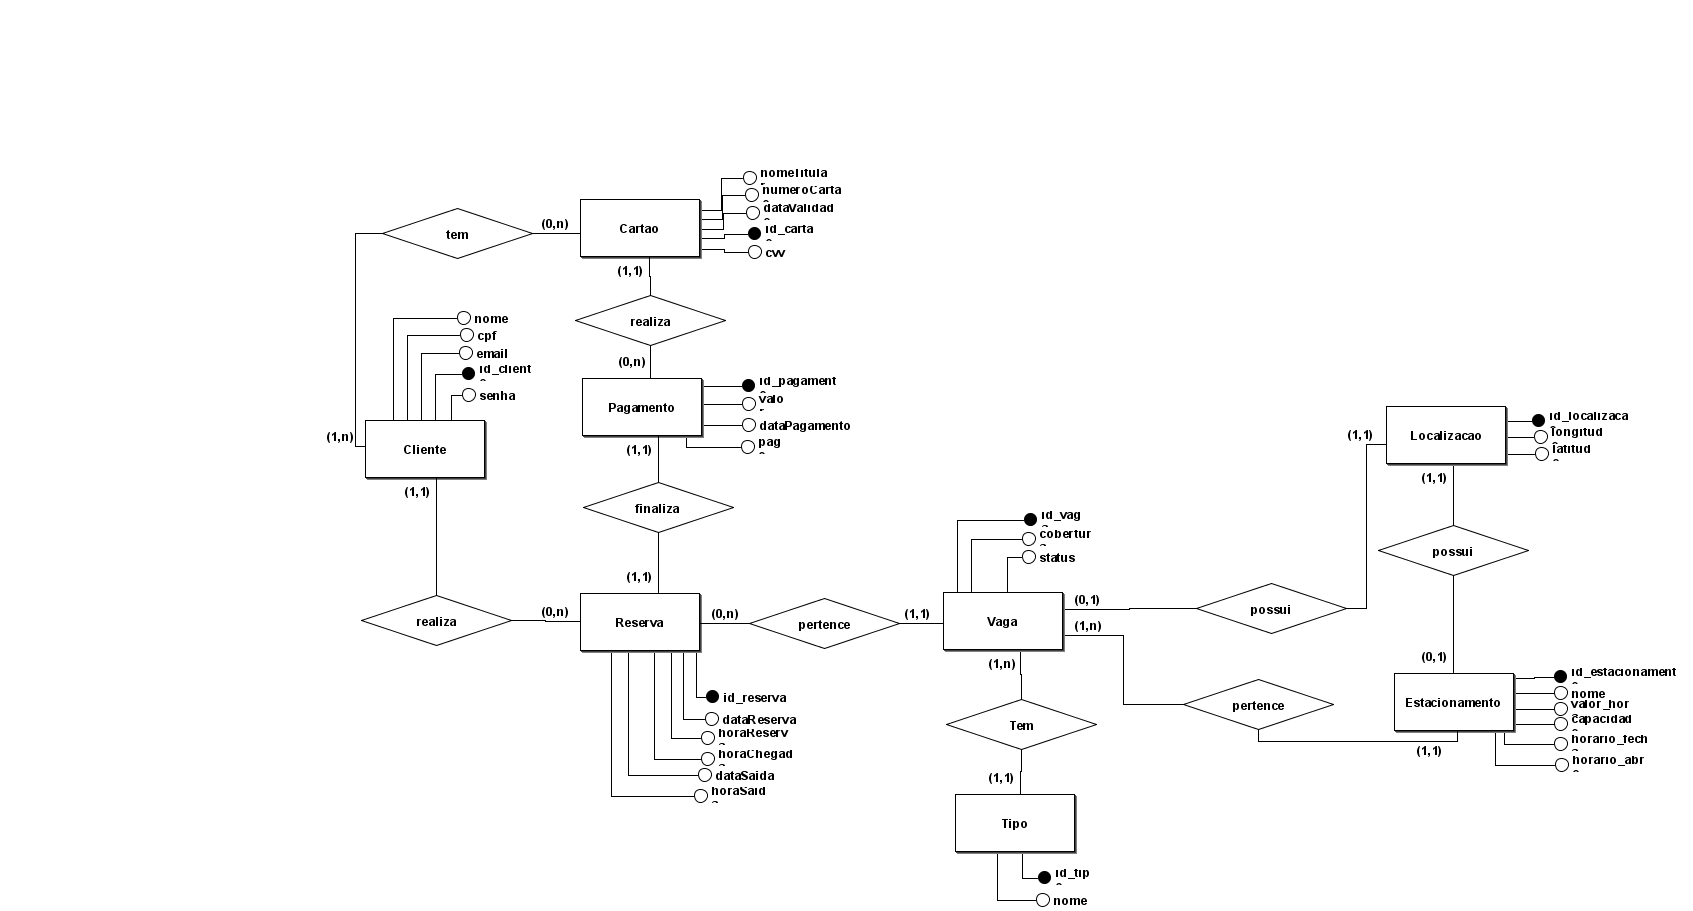 nomeTitula
numeroCarta
dataValidad
id_carta
cvv
tem
(0,n)
Cartao
(1,1)
realiza
(0,n)
nome
cpf
email
id_client
senha
(1,n)
Cliente
(1,1)
Pagamento
id_pagament
valo
dataPagamento
pag
(1,1)
finaliza
(1,1)
realiza
(0,n)
Reserva
(0,n)
pertence
(1,1)
id_reserva
dataReserva
horaReserv
horaChegad
dataSaida
horaSaid
id_vag
cobertur
status
Vaga
(0,1)
(1,n)
(1,n)
possui
(1,1)
Localizacao
id_localizaca
longitud
latitud
(1,1)
possui
(0,1)
pertence
Estacionamento
(1,1)
id_estacionament
nome
valor_hor
capacidad
horario_fech
horario_abr
Tem
(1,1)
Tipo
id_tip
nome